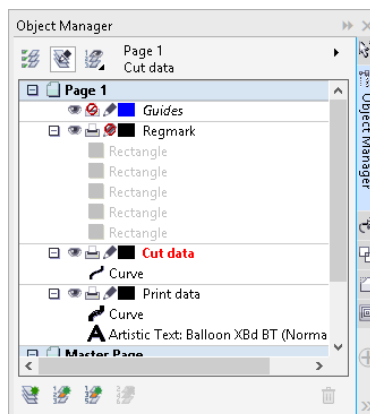 Object Manager
Page 1
Cut data
Page 1
Guides
Regmark
Rectangle
Rectangle
Rectangle
Rectangle
Rectangle
Cut data
Curve
Print data
Curve
A Artistic Text: Balloon XBd BT (Norma
Master Page
Object Manager